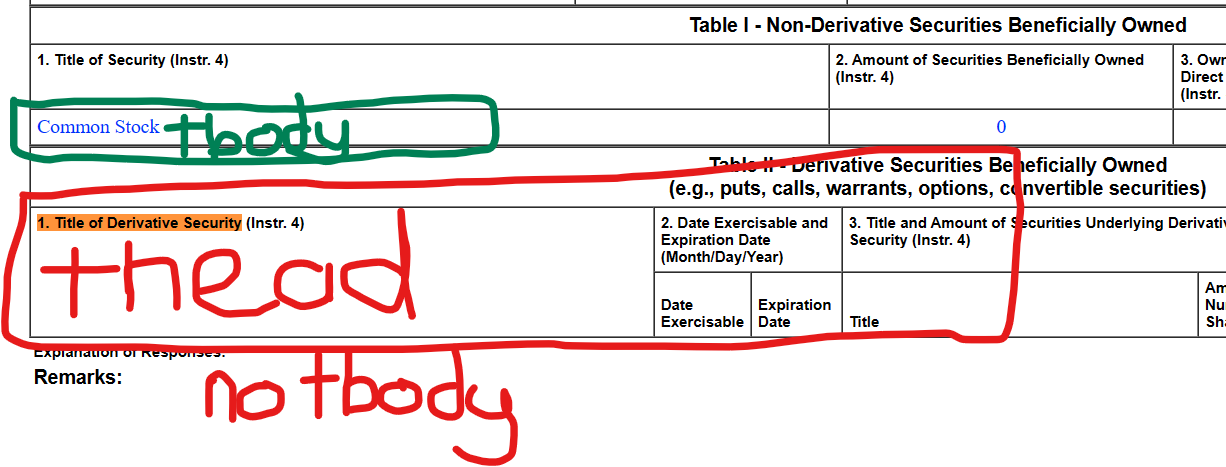 Table I - Non-Derivative Securities Beneficially Owned
1. Title of Security (Instr. 4)
2. Amount of Securities Beneficially Owned
(Instr. 4)
3. Owr
Direct
(Instr.
Common Stock
tbody
0
Table II - Derivative Securities Beneficially Owned
(e.g., puts, calls, warrants, options, convertible securities)
1. Title of Derivative Security (Instr. 4)
thead
2. Date Exercisable and
Expiration Date
(Month/Day/Year)
3. Title and Amount of Securities Underlying Derivativ
Security (Instr. 4)
Date
Exercisable
Expiration
Date
Title
Am
Nu
Sha
Explanation of Responses:
Remarks:
no tbody